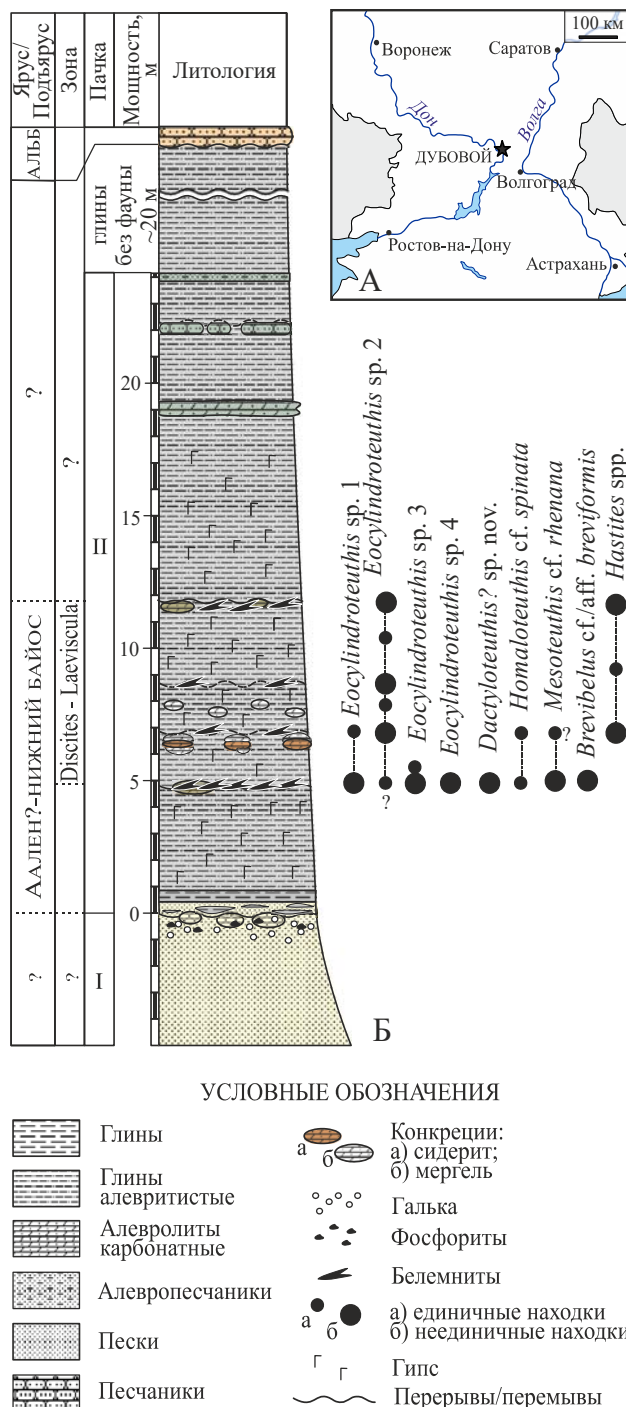 Ярус/
Подъярус
Зона
Пачка
Мощность,
м
Литология
АЛЬБ
глины
без фауны
~20 м
?
?
II
20
15
10
5
0
ААЛЕН?-НИЖНИЙ БАЙОС
Discites - Laeviscula
?
?
I
100 км
Воронеж
Саратов
Дон
Волга
ДУБОВОЙ
Волгоград
Ростов-на-Дону
Астрахань
А
Eocylindroteuthis sp. 1
Eocylindroteuthis sp. 2
Eocylindroteuthis sp. 3
Eocylindroteuthis sp. 4
Dactyloteuthis? sp. nov.
Homaloteuthis cf. spinata
Mesoteuthis cf. rhenana
Brevibelus cf./aff. breviformis
Hastites spp.
?
?
Б
УСЛОВНЫЕ ОБОЗНАЧЕНИЯ
Глины
Глины
алевритистые
Алевролиты
карбонатные
Алевропесчаники
Пески
Песчаники
а
б
Конкреции:
а) сидерит;
б) мергель
Галька
Фосфориты
Белемниты
а
б
а) единичные находки
б) неединичные находки
Гипс
Перерывы/перемывы